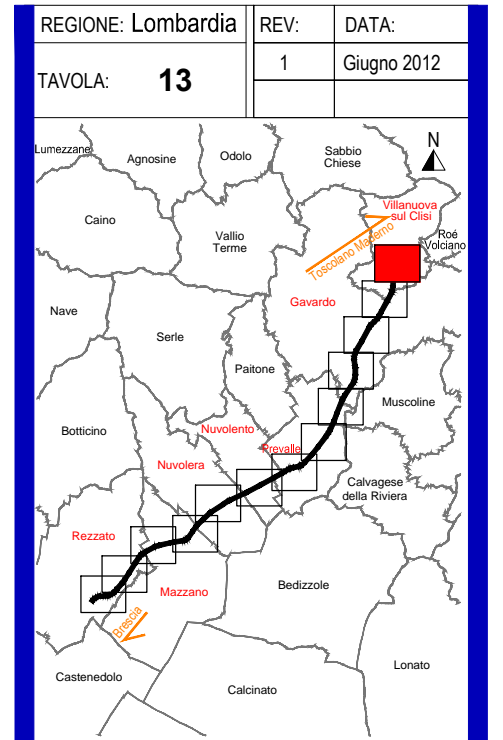 REGIONE: Lombardia
REV:
DATA:
TAVOLA: 13
1
Giugno 2012
N
Lumezzane
Agnosine
Odolo
Sabbio
Chiese
Villanuova
sul Clisi
Caino
Vallio
Terme
Roé
Volciano
Toscolano Maderno
Gavardo
Nave
Serle
Paitone
Muscoline
Botticino
Nuvolento
Prevalle
Nuvolera
Calvagese
della Riviera
Rezzato
Mazzano
Bedizzole
Brescia
Castenedolo
Lonato
Calcinato